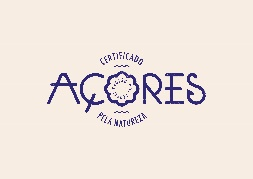 CERTIFICADO
AÇORES
PELA NATUREZA